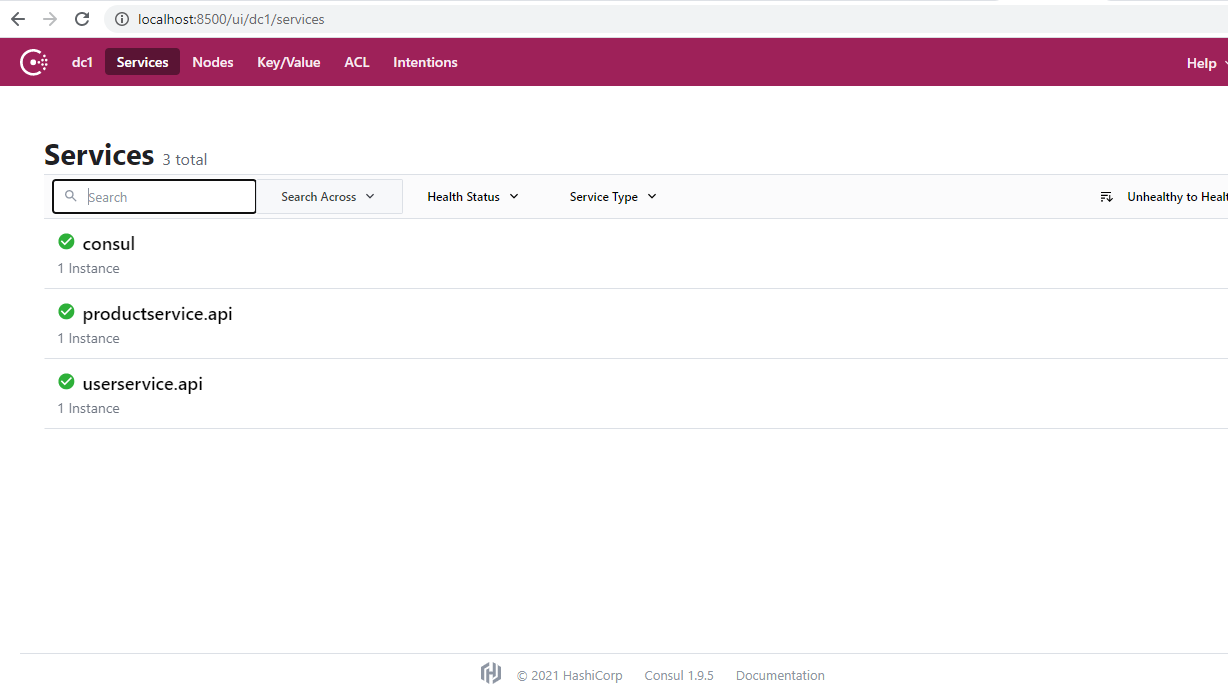 localhost:8500/ui/dc1/services
dc1 Services Nodes Key/Value ACL Intentions Help
Services 3 total
Search Search Across Health Status Service Type Unhealthy to Healt
consul
1 Instance
productservice.api
1 Instance
userservice.api
1 Instance
© 2021 HashiCorp Consul 1.9.5 Documentation